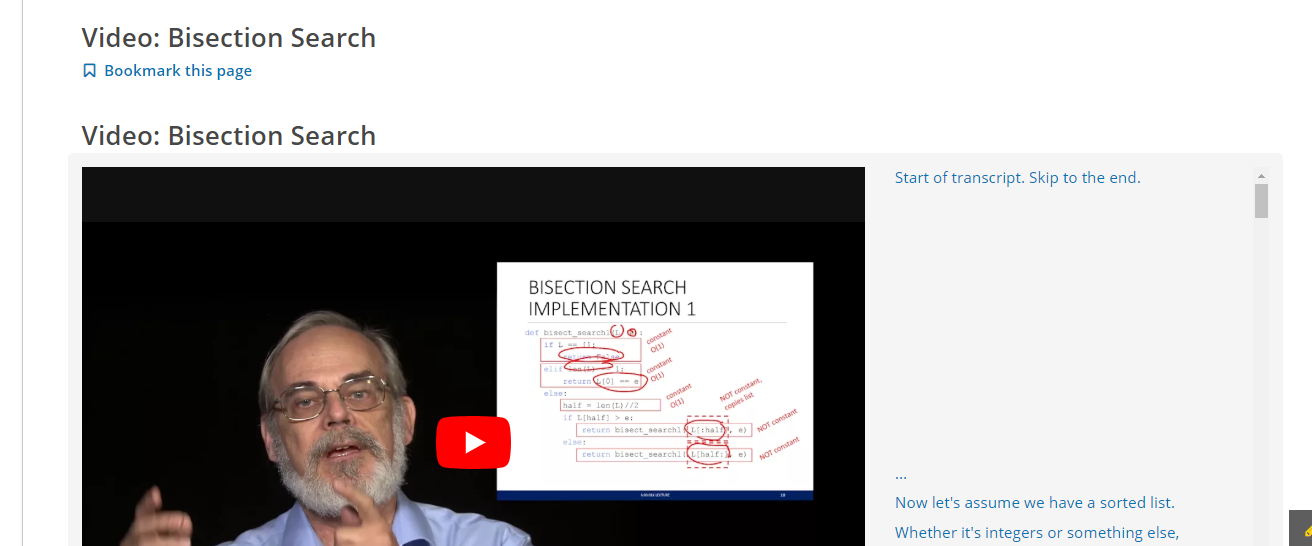 Video: Bisection Search
Bookmark this page
Video: Bisection Search
Start of transcript. Skip to the end.
BISECTION SEARCH
IMPLEMENTATION 1
def bisect_search1(L, e):
if L == []:
constant
O(1)
return False
elif len(L) == 1:
constant
O(1)
return L[0] == e
else:
half = len(L)//2
constant
O(1)
NOT constant,
copies list
if L[half] > e:
return bisect_search1( L[:half], e)
NOT constant
else:
return bisect_search1( L[half:], e)
NOT constant
18
...
Now let's assume we have a sorted list.
Whether it's integers or something else,